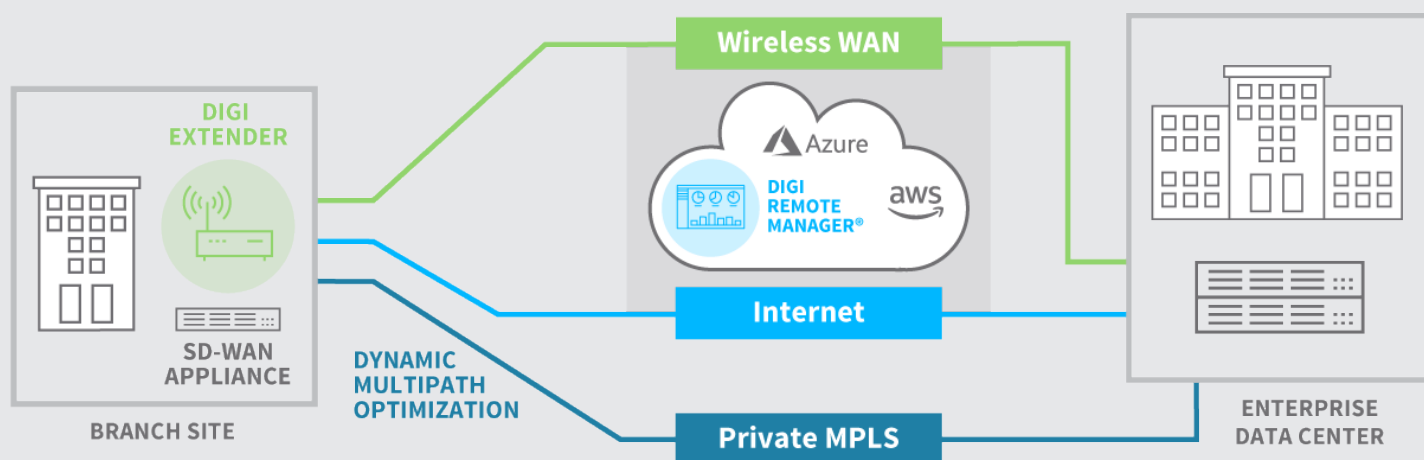 Wireless WAN
DIGI
EXTENDER
Azure
DIGI
REMOTE
MANAGER®
aws
Internet
SD-WAN
APPLIANCE
DYNAMIC
MULTIPATH
OPTIMIZATION
BRANCH SITE
Private MPLS
ENTERPRISE
DATA CENTER